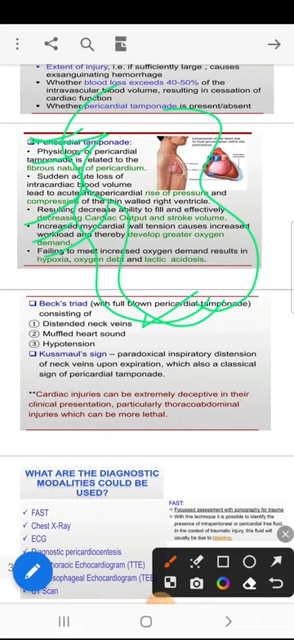 Extent of injury, i.e. if sufficiently large, causes
exsanguinating hemorrhage
Whether blood loss exceeds 40-50% of the
intravascular blood volume, resulting in cessation of
cardiac function
Whether pericardial tamponade is present/absent
Pericardial tamponade:
Physiology of pericardial
tamponade is related to the
fibrous nature of pericardium.
Sudden acute loss of
intracardiac blood volume
lead to acute intrapericardial rise of pressure and
compression of the thin walled right ventricle.
Resulting decrease ability to fill and effectively
decreasing Cardiac Output and stroke volume.
Increased myocardial wall tension causes increased
workload and thereby develop greater oxygen
demand.
Failing to meet increased oxygen demand results in
hypoxia, oxygen debt and lactic acidosis.
Beck's triad (with full blown pericardial tamponade)
consisting of
① Distended neck veins
② Muffled heart sound
③ Hypotension
Kussmaul's sign - paradoxical inspiratory distension
of neck veins upon expiration, which also a classical
sign of pericardial tamponade.
**Cardiac injuries can be extremely deceptive in their
clinical presentation, particularly thoracoabdominal
injuries which can be more lethal.
WHAT ARE THE DIAGNOSTIC
MODALITIES COULD BE
USED?
✓ FAST
✓ Chest X-Ray
✓ ECG
Diagnostic pericardiocentesis
Echocardiogram (TTE)
Echocardiogram
Scan
FAST:
Focused assessment with sonography for trauma
With this technique it is possible to identify the
presence of intraperitoneal or pericardial free fluid.
In the context of traumatic injury, this fluid will
usually be due to bleeding.